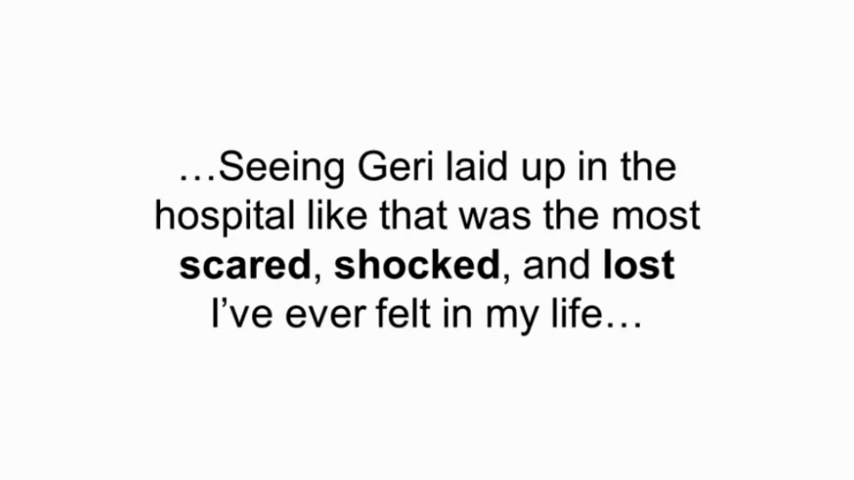 …Seeing Geri laid up in the
hospital like that was the most
scared, shocked, and lost
I’ve ever felt in my life…